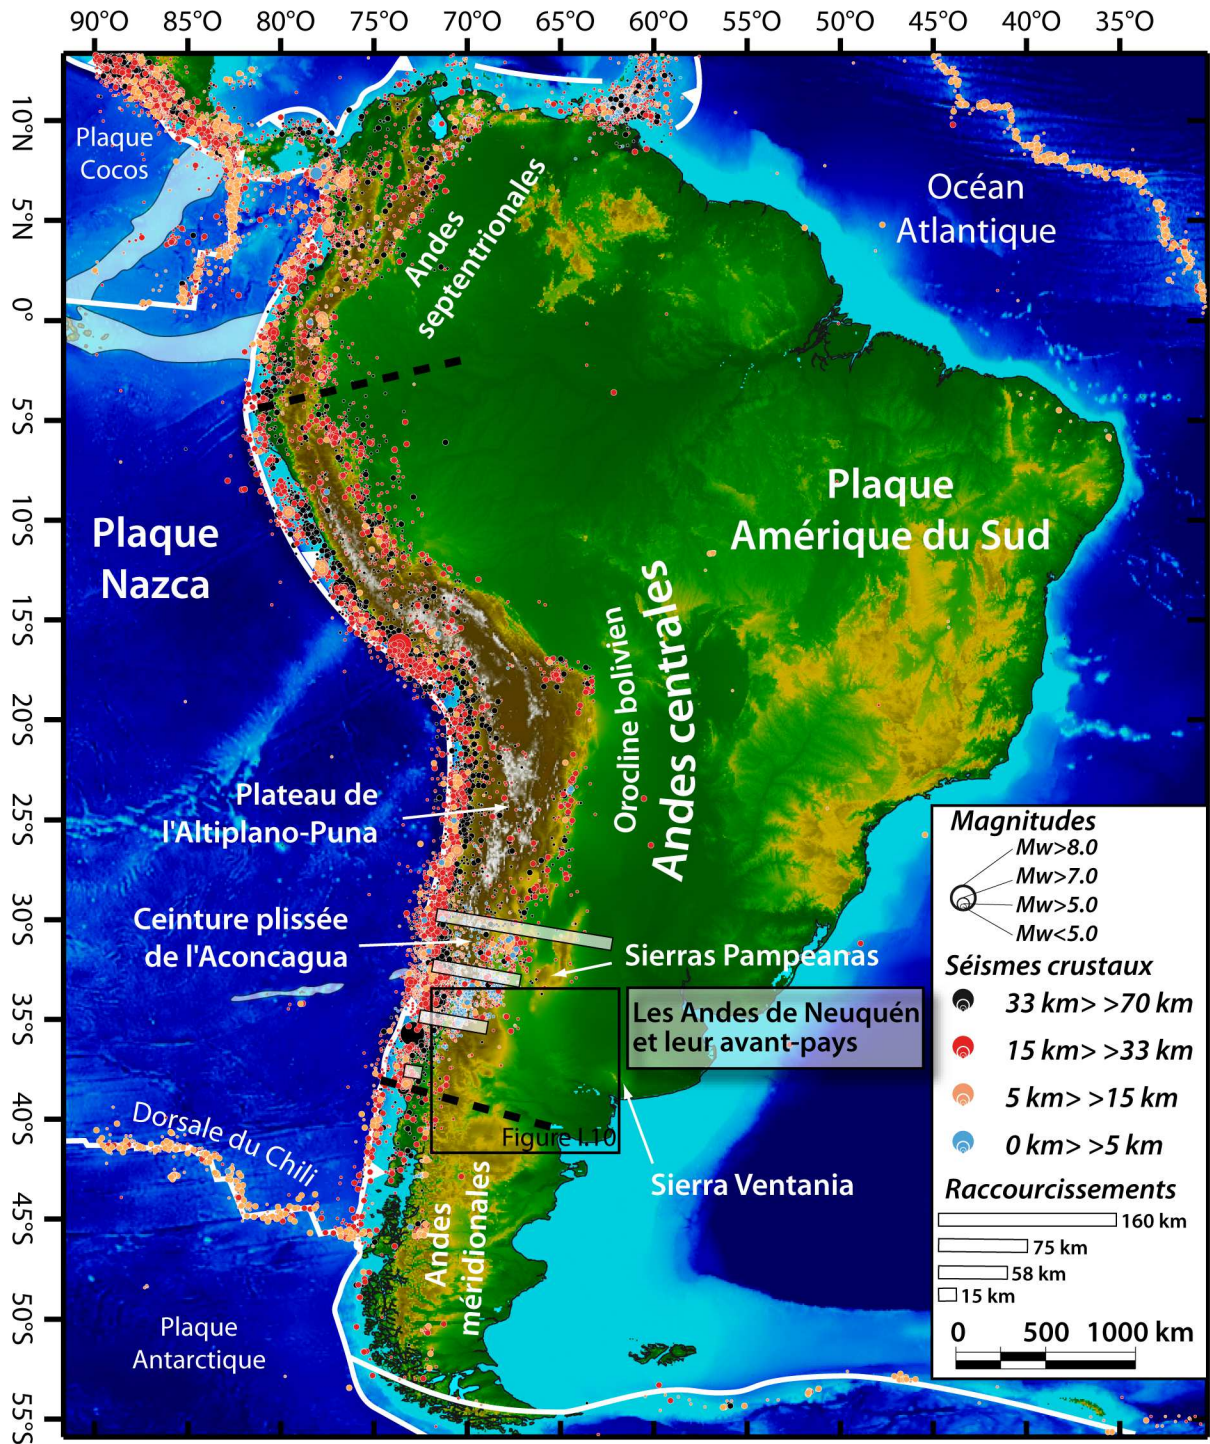 90°O 85°O 80°O 75°O 70°O 65°O 60°O 55°O 50°O 45°O 40°O 35°O
10°N
5°N
0°
5°S
10°S
15°S
20°S
25°S
30°S
35°S
40°S
45°S
50°S
55°S
Plaque
Cocos
Andes
septentrionales
Océan
Atlantique
Plaque
Nazca
Plaque
Amérique du Sud
Orocline bolivien
Andes centrales
Plateau de
l'Altiplano-Puna
Ceinture plissée
de l'Aconcagua
Sierras Pampeanas
Les Andes de Neuquén
et leur avant-pays
Figure I.10
Sierra Ventania
Dorsale du Chili
Andes
méridionales
Plaque
Antarctique
Magnitudes
Mw>8.0
Mw>7.0
Mw>5.0
Mw<5.0
Séismes crustaux
33 km> >70 km
15 km> >33 km
5 km> >15 km
0 km> >5 km
Raccourcissements
160 km
75 km
58 km
15 km
0 500 1000 km